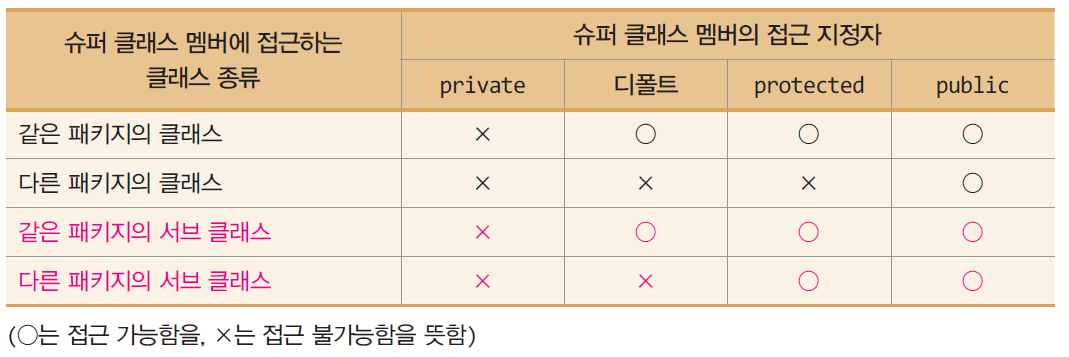 슈퍼 클래스 멤버에 접근하는
클래스 종류
슈퍼 클래스 멤버의 접근 지정자
private 디폴트 protected public
같은 패키지의 클래스 × ○ ○ ○
다른 패키지의 클래스 × × × ○
같은 패키지의 서브 클래스 × ○ ○ ○
다른 패키지의 서브 클래스 × × ○ ○
(○는 접근 가능함을, ×는 접근 불가능함을 뜻함)